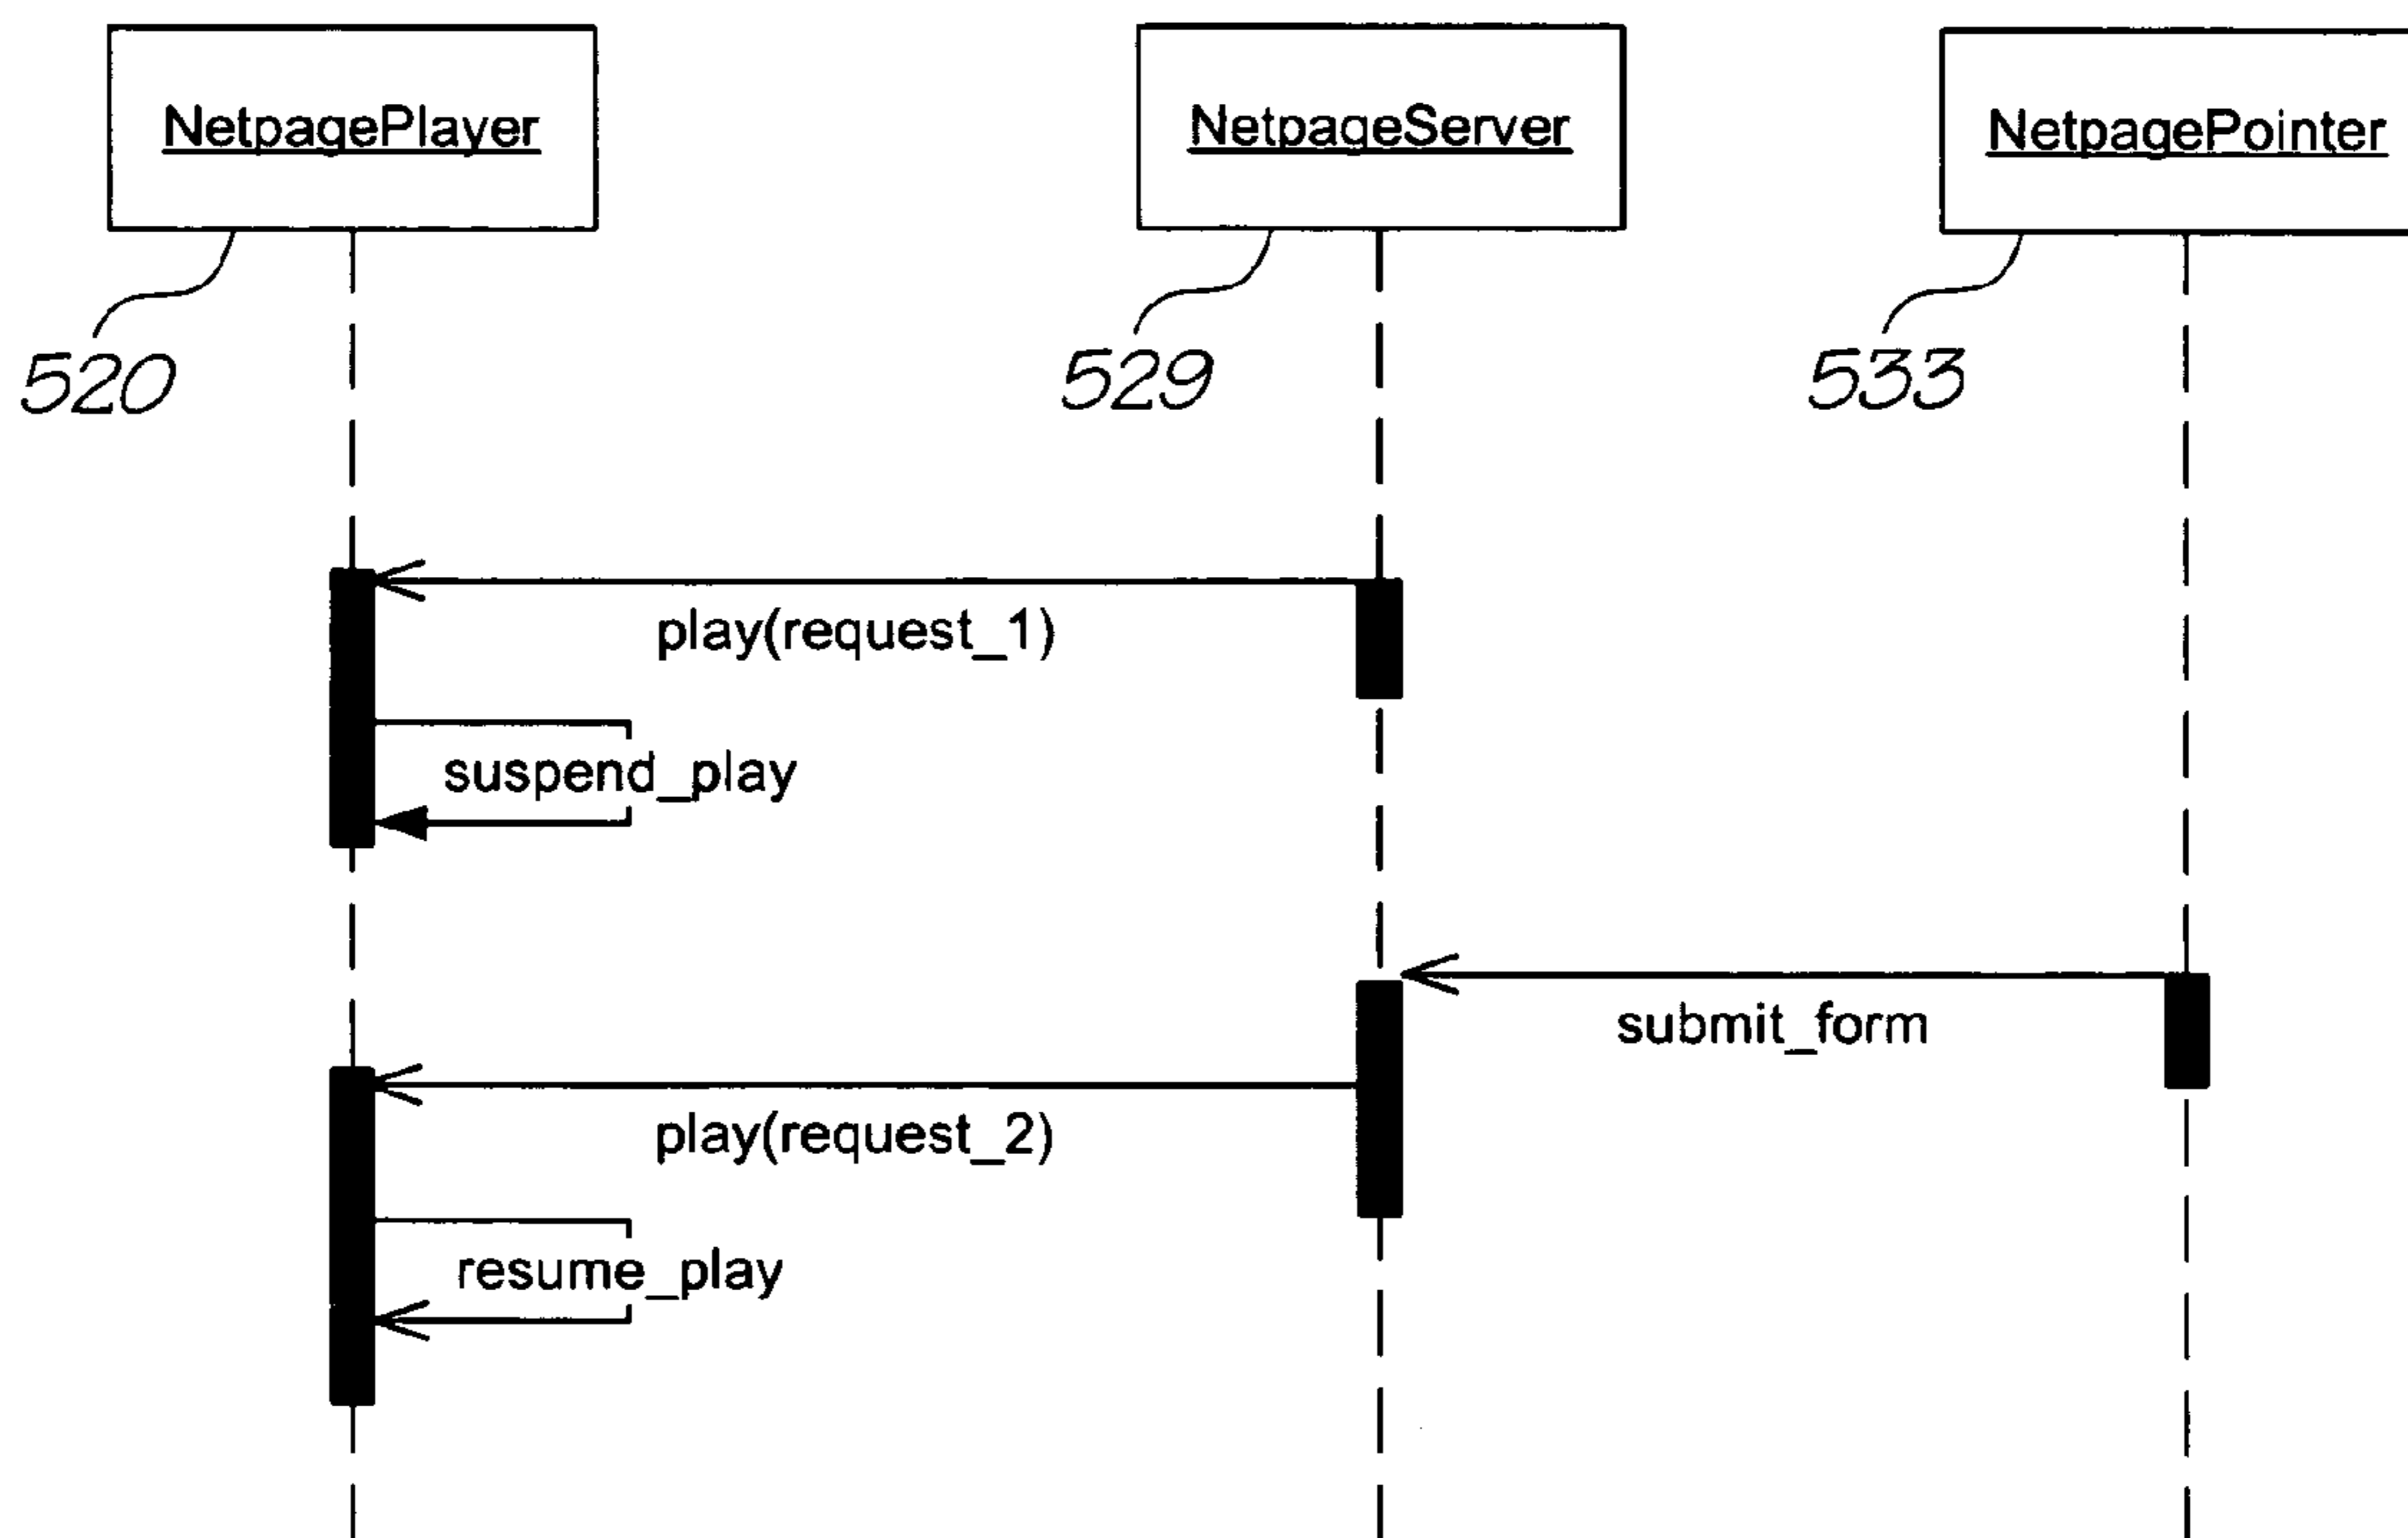 NetpagePlayer
NetpageServer
NetpagePointer
520
529
533
play(request_1)
suspend_play
submit_form
play(request_2)
resume_play